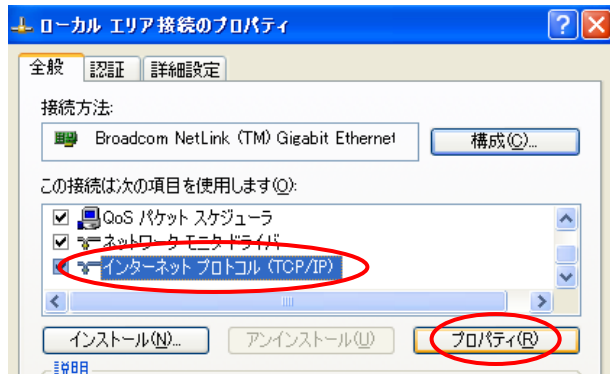 ローカル エリア接続のプロパティ
全般 認証 詳細設定
接続方法:
Broadcom NetLink (TM) Gigabit Ethernet
構成(C)...
この接続は次の項目を使用します(O):
QoS パケット スケジューラ
ネットワーク モニタ ドライバ
インターネット プロトコル (TCP/IP)
インストール(N)... アンインストール(U) プロパティ(R)
説明